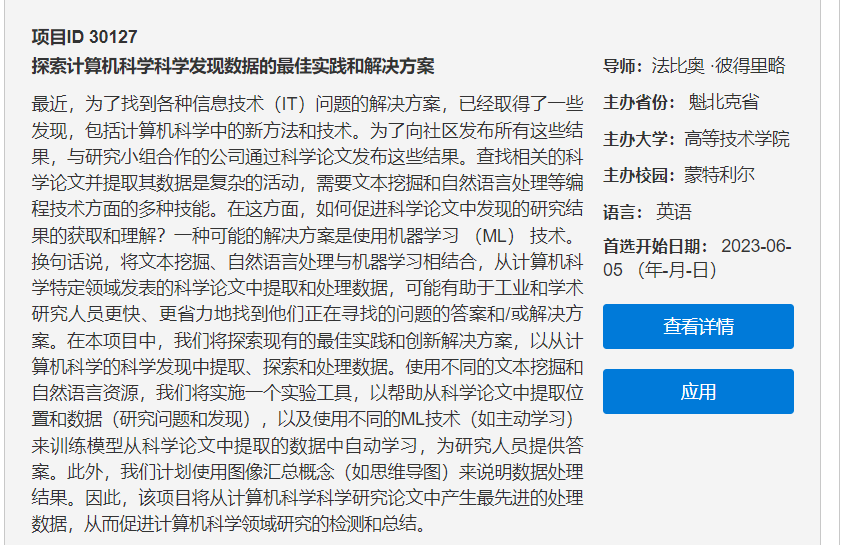 项目ID 30127
探索计算机科学科学发现数据的最佳实践和解决方案
最近，为了找到各种信息技术（IT）问题的解决方案，已经取得了一些
发现，包括计算机科学中的新方法和技术。为了向社区发布所有这些结
果，与研究小组合作的公司通过科学论文发布这些结果。查找相关的科
学论文并提取其数据是复杂的活动，需要文本挖掘和自然语言处理等编
程技术方面的多种技能。在这方面，如何促进科学论文中发现的研究结
果的获取和理解？一种可能的解决方案是使用机器学习 （ML） 技术。
换句话说，将文本挖掘、自然语言处理与机器学习相结合，从计算机科
学特定领域发表的科学论文中提取和处理数据，可能有助于工业和学术
研究人员更快、更省力地找到他们正在寻找的问题的答案和/或解决方
案。在本项目中，我们将探索现有的最佳实践和创新解决方案，以从计
算机科学的科学发现中提取、探索和处理数据。使用不同的文本挖掘和
自然语言资源，我们将实施一个实验工具，以帮助从科学论文中提取位
置和数据（研究问题和发现），以及使用不同的ML技术（如主动学习）
来训练模型从科学论文中提取的数据中自动学习，为研究人员提供答
案。此外，我们计划使用图像汇总概念（如思维导图）来说明数据处理
结果。因此，该项目将从计算机科学科学研究论文中产生最先进的处理
数据，从而促进计算机科学领域研究的检测和总结。
导师：法比奥 ·彼得里略
主办省份： 魁北克省
主办大学：高等技术学院
主办校园：蒙特利尔
语言： 英语
首选开始日期： 2023-06-
05 （年-月-日）
查看详情
应用